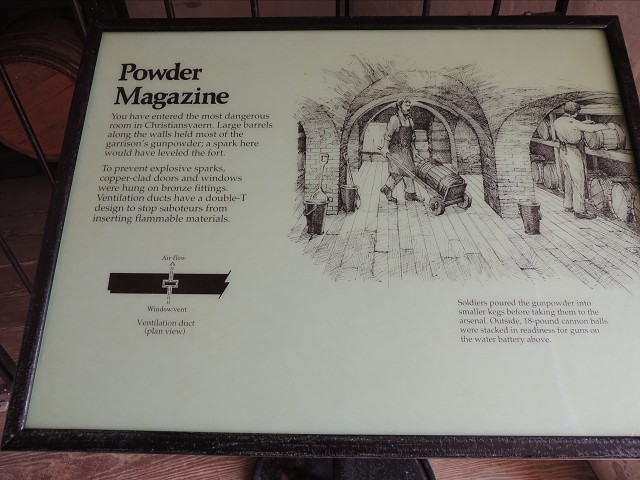 Powder
Magazine
You have entered the most dangerous
room in Christiansvaern. Large barrels
along the walls held most of the
garrison's gunpowder; a spark here
would have leveled the fort.
To prevent explosive sparks,
copper-clad doors and windows
were hung on bronze fittings.
Ventilation ducts have a double-T
design to stop saboteurs from
inserting flammable materials.
Air flow
Window/vent
Ventilation duct
(plan view)
Soldiers poured the gunpowder into
smaller kegs before taking them to the
arsenal. Outside, 18-pound cannon balls
were stacked in readiness for guns on
the water battery above.